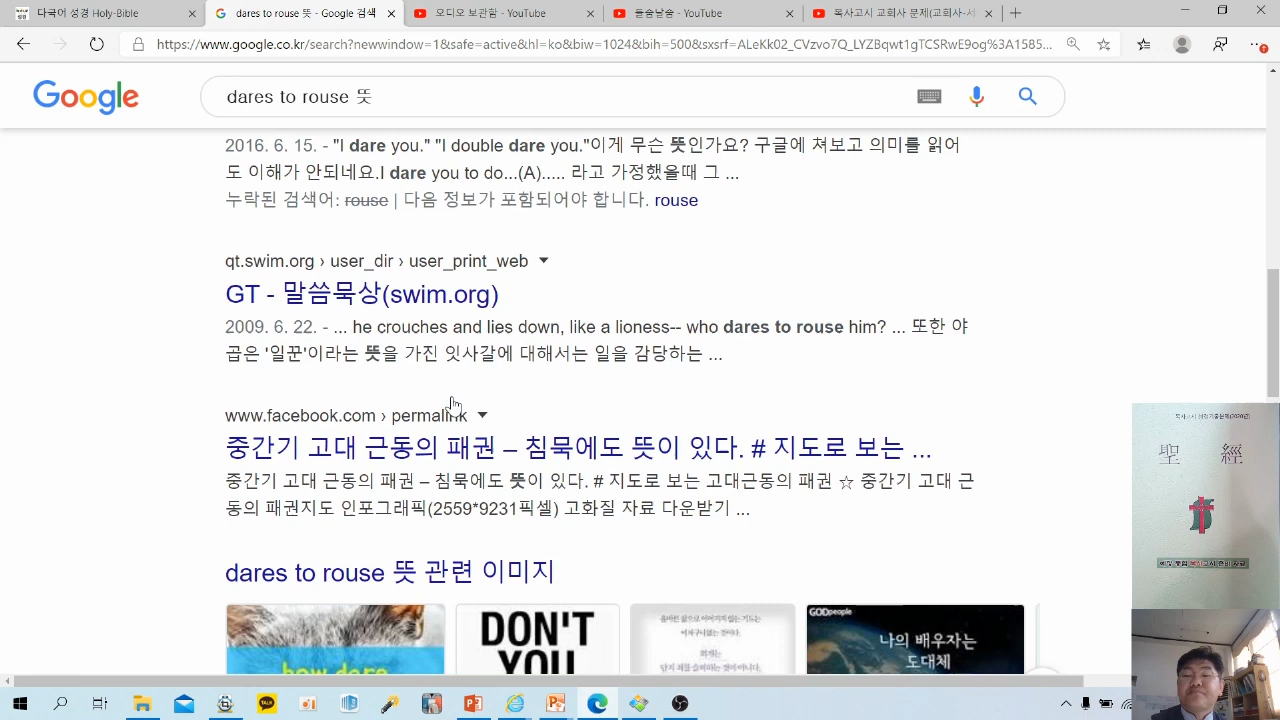 다국어 성경 Holy-Bible
dares to rouse 뜻 - Google 검색
오디오 보관함 - YouTube
들숨날숨 - YouTube
목사고시 교회사 문제(교회사-서
https://www.google.co.kr/search?newwindow=1&safe=active&hl=ko&biw=1024&bih=500&sxsrf=ALeKk02_CVzvo7Q_LYZBqwt1gTCSRwE9og%3A1585...
Google
dares to rouse 뜻
2016. 6. 15. - "I dare you." "I double dare you."이게 무슨 뜻인가요? 구글에 쳐보고 의미를 읽어
도 이해가 안되네요.I dare you to do...(A)..... 라고 가정했을때 그 ...
누락된 검색어: rouse | 다음 정보가 포함되어야 합니다. rouse
qt.swim.org › user_dir › user_print_web
GT - 말씀묵상(swim.org)
2009. 6. 22. - ... he crouches and lies down, like a lioness-- who dares to rouse him? ... 또한 야
곱은 '일꾼'이라는 뜻을 가진 잇사갈에 대해서는 일을 감당하는 ...
www.facebook.com › permalink
중간기 고대 근동의 패권 – 침묵에도 뜻이 있다. # 지도로 보는 ...
중간기 고대 근동의 패권 – 침묵에도 뜻이 있다. # 지도로 보는 고대근동의 패권 ☆ 중간기 고대 근
동의 패권지도 인포그래픽(2559*9231픽셀) 고화질 자료 다운받기 ...
dares to rouse 뜻 관련 이미지
how dare
DON'T
YOU
GODpeople
나의 배우자는
도대체
聖 經
TALK